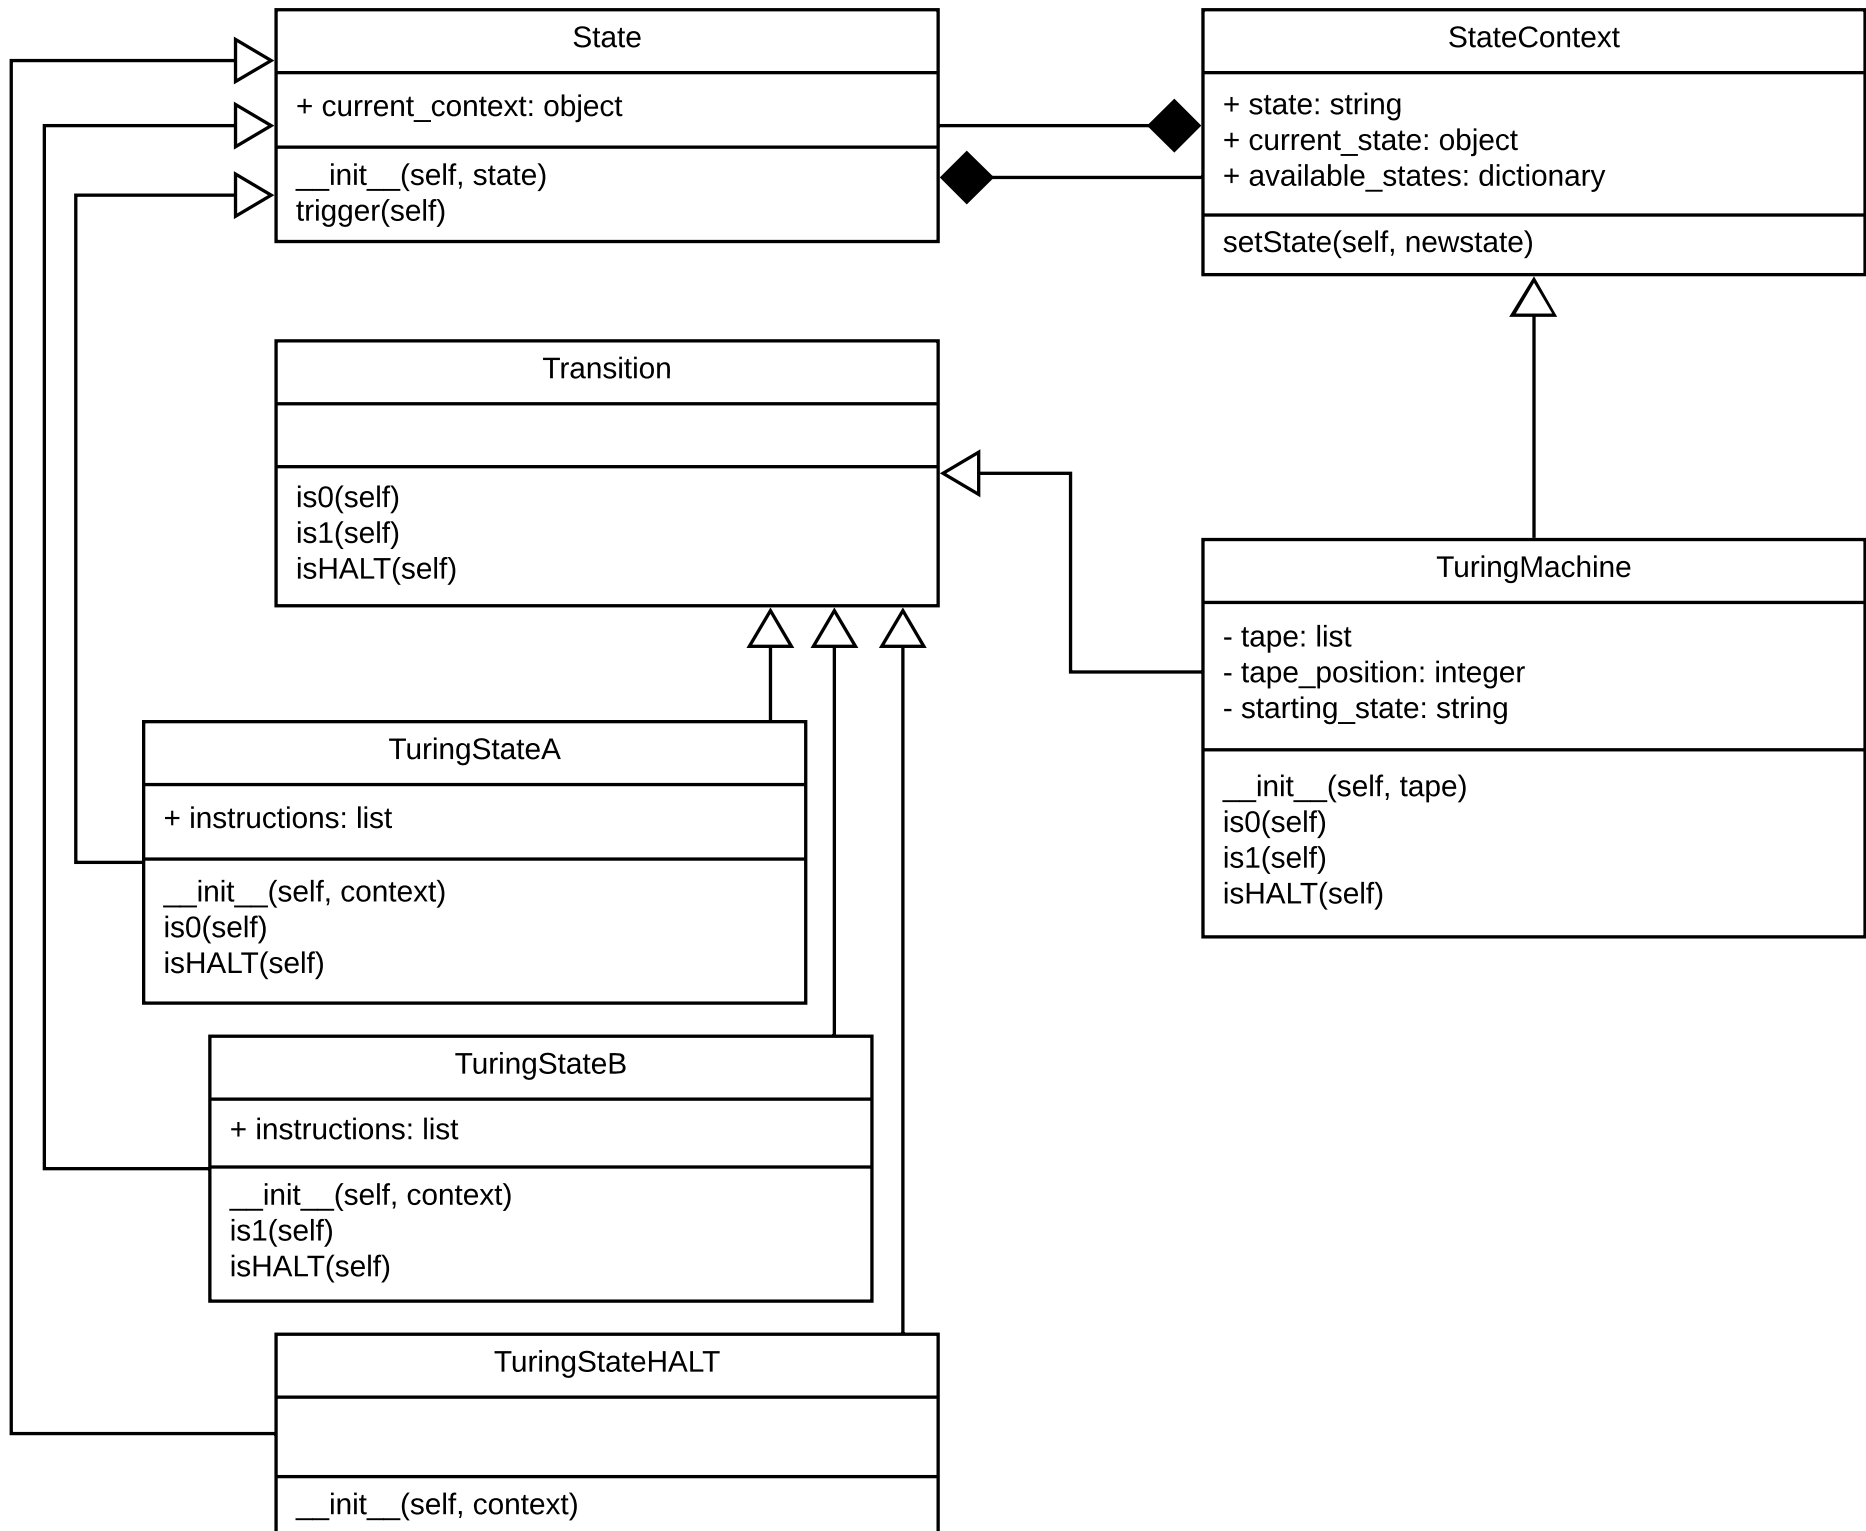 State
+ current_context: object
__init__(self, state)
trigger(self)
StateContext
+ state: string
+ current_state: object
+ available_states: dictionary
setState(self, newstate)
Transition
is0(self)
is1(self)
isHALT(self)
TuringMachine
- tape: list
- tape_position: integer
- starting_state: string
__init__(self, tape)
is0(self)
is1(self)
isHALT(self)
TuringStateA
+ instructions: list
__init__(self, context)
is0(self)
isHALT(self)
TuringStateB
+ instructions: list
__init__(self, context)
is1(self)
isHALT(self)
TuringStateHALT
__init__(self, context)